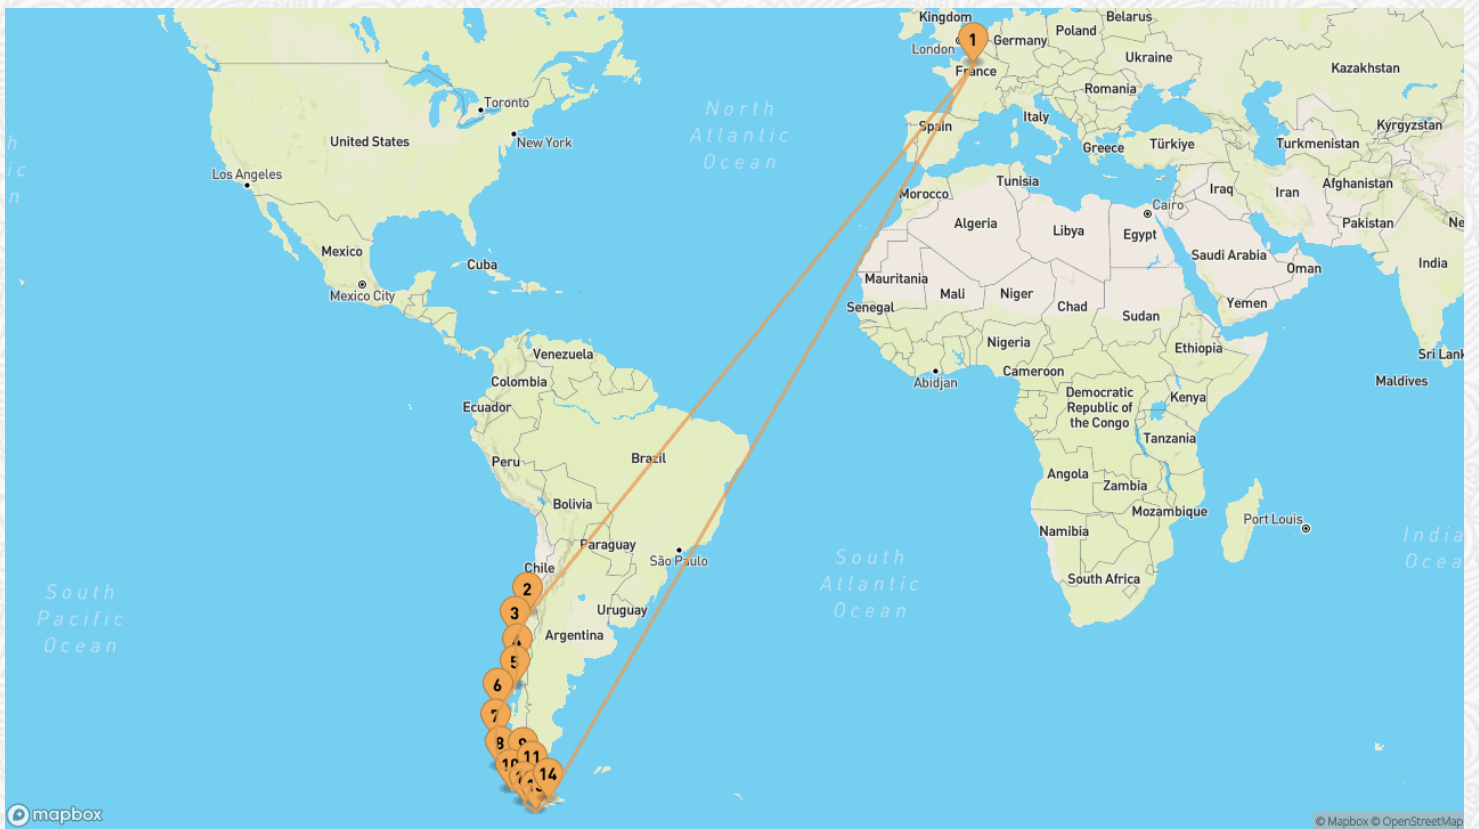 Kingdom
London
1
Germany
Poland
Belarus
Ukraine
Kazakhstan
France
Romania
Toronto
New York
United States
North
Atlantic
Ocean
Spain
Italy
Greece
Türkiye
Turkmenistan
Kyrgyzstan
Los Angeles
Morocco
Tunisia
Cairo
Iraq
Iran
Afghanistan
Pakistan
Algeria
Libya
Egypt
Saudi Arabia
Oman
India
Mexico
Mexico City
Cuba
Mauritania
Mali
Niger
Chad
Sudan
Yemen
Senegal
Nigeria
Ethiopia
Sri Lank
Maldives
Venezuela
Colombia
Ecuador
Abidjan
Cameroon
Democratic
Republic of
the Congo
Kenya
Tanzania
Peru
Brazil
Bolivia
Paraguay
São Paulo
Angola
Zambia
Mozambique
Port Louis
Namibia
South Africa
India
Ocea
Chile
2
3
4
5
6
7
8
9
10
11
14
Uruguay
Argentina
South
Pacific
Ocean
South
Atlantic
Ocean
mapbox
© Mapbox © OpenStreetMap